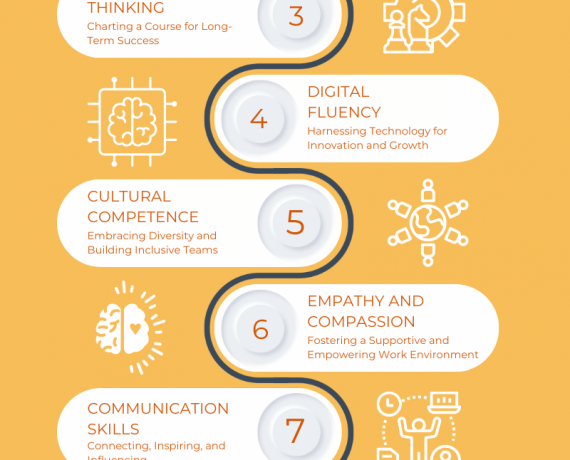 THINKING
Charting a Course for Long-
Term Success
3
4
DIGITAL
FLUENCY
Harnessing Technology for
Innovation and Growth
CULTURAL
COMPETENCE
Embracing Diversity and
Building Inclusive Teams
5
6
EMPATHY AND
COMPASSION
Fostering a Supportive and
Empowering Work Environment
COMMUNICATION
SKILLS
Connecting, Inspiring, and
Influencing
7